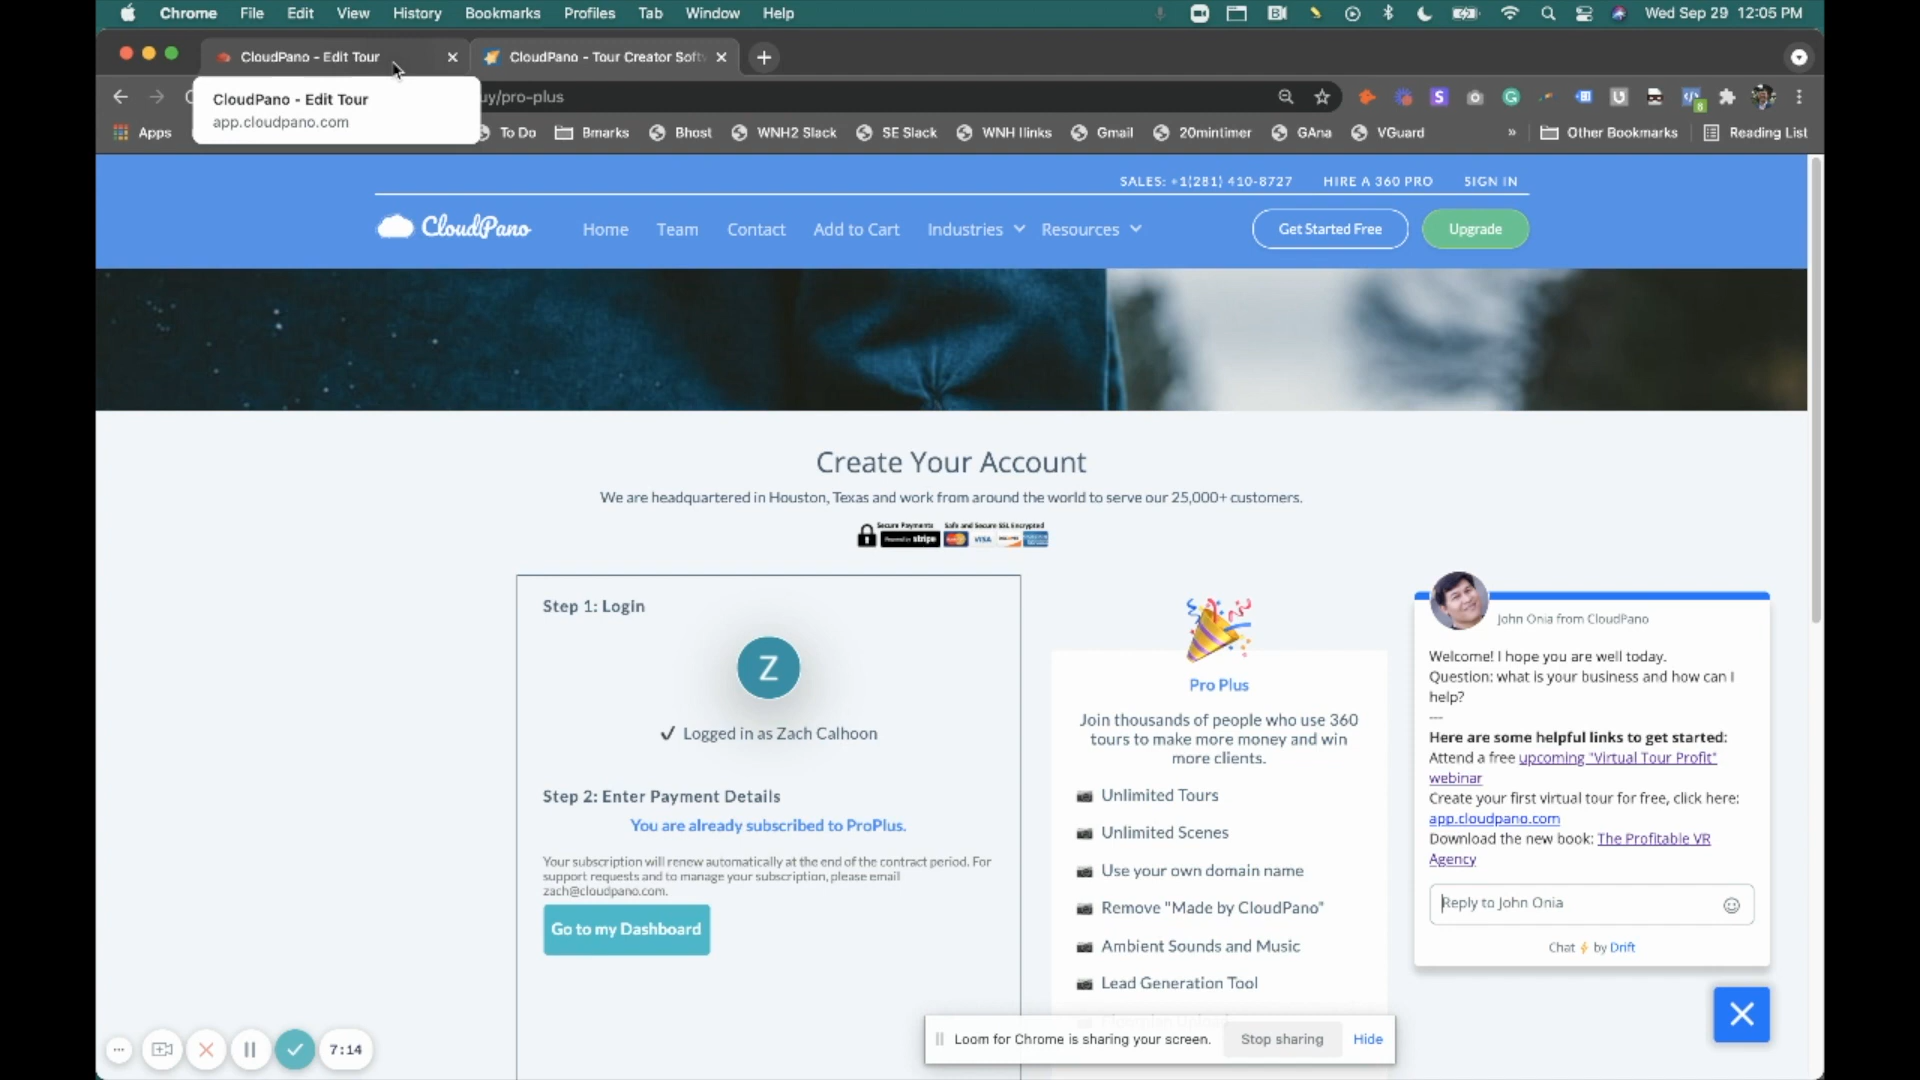 Chrome File Edit View History Bookmarks Profiles Tab Window Help Wed Sep 29 12:05 PM
CloudPano - Edit Tour CloudPano - Tour Creator Soft
CloudPano - Edit Tour
app.cloudpano.com
uy/pro-plus
Apps To Do Bmarks Bhost WNH2 Slack SE Slack WNH Ilinks Gmail 20mintimer GAna VGuard » Other Bookmarks Reading List
SALES: +1(281) 410-8727 HIRE A 360 PRO SIGN IN
CloudPano Home Team Contact Add to Cart Industries Resources Get Started Free Upgrade
Create Your Account
We are headquartered in Houston, Texas and work from around the world to serve our 25,000+ customers.
Secure Payments Safe and Secure SSL Encrypted
Powered by stripe MasterCard VISA
Step 1: Login
Z
✓ Logged in as Zach Calhoon
Step 2: Enter Payment Details
You are already subscribed to ProPlus.
Your subscription will renew automatically at the end of the contract period. For
support requests and to manage your subscription, please email
zach@cloudpano.com.
Go to my Dashboard
Pro Plus
Join thousands of people who use 360
tours to make more money and win
more clients.
Unlimited Tours
Unlimited Scenes
Use your own domain name
Remove "Made by CloudPano"
Ambient Sounds and Music
Lead Generation Tool
John Onia from CloudPano
Welcome! I hope you are well today.
Question: what is your business and how can I
help?
---
Here are some helpful links to get started:
Attend a free upcoming "Virtual Tour Profit"
webinar
Create your first virtual tour for free, click here:
app.cloudpano.com
Download the new book: The Profitable VR
Agency
Reply to John Onia
Chat ⚡ by Drift
Loom for Chrome is sharing your screen. Stop sharing Hide
7:14